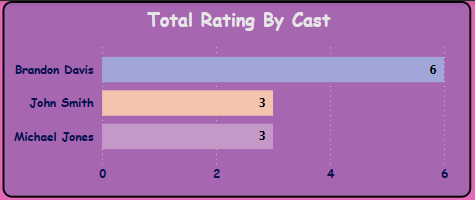 Total Rating By Cast
Brandon Davis 6
John Smith 3
Michael Jones 3
0 2 4 6